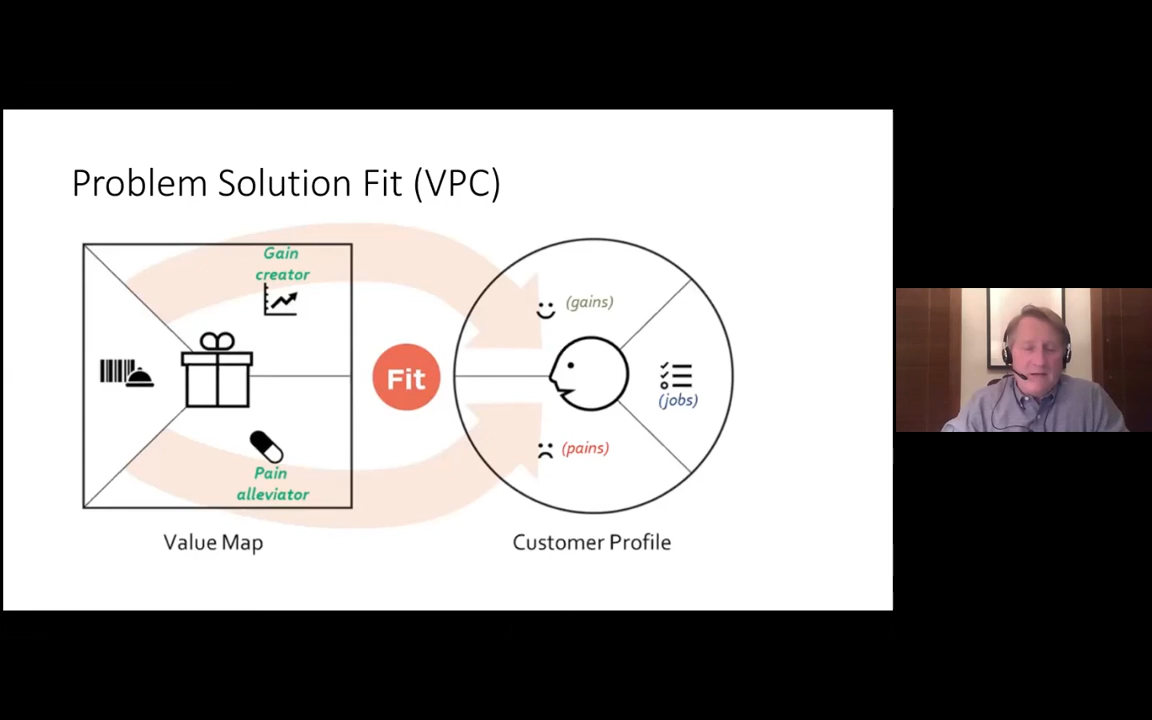 Problem Solution Fit (VPC)
Gain
creator
Pain
alleviator
Value Map
Fit
(gains)
(jobs)
(pains)
Customer Profile